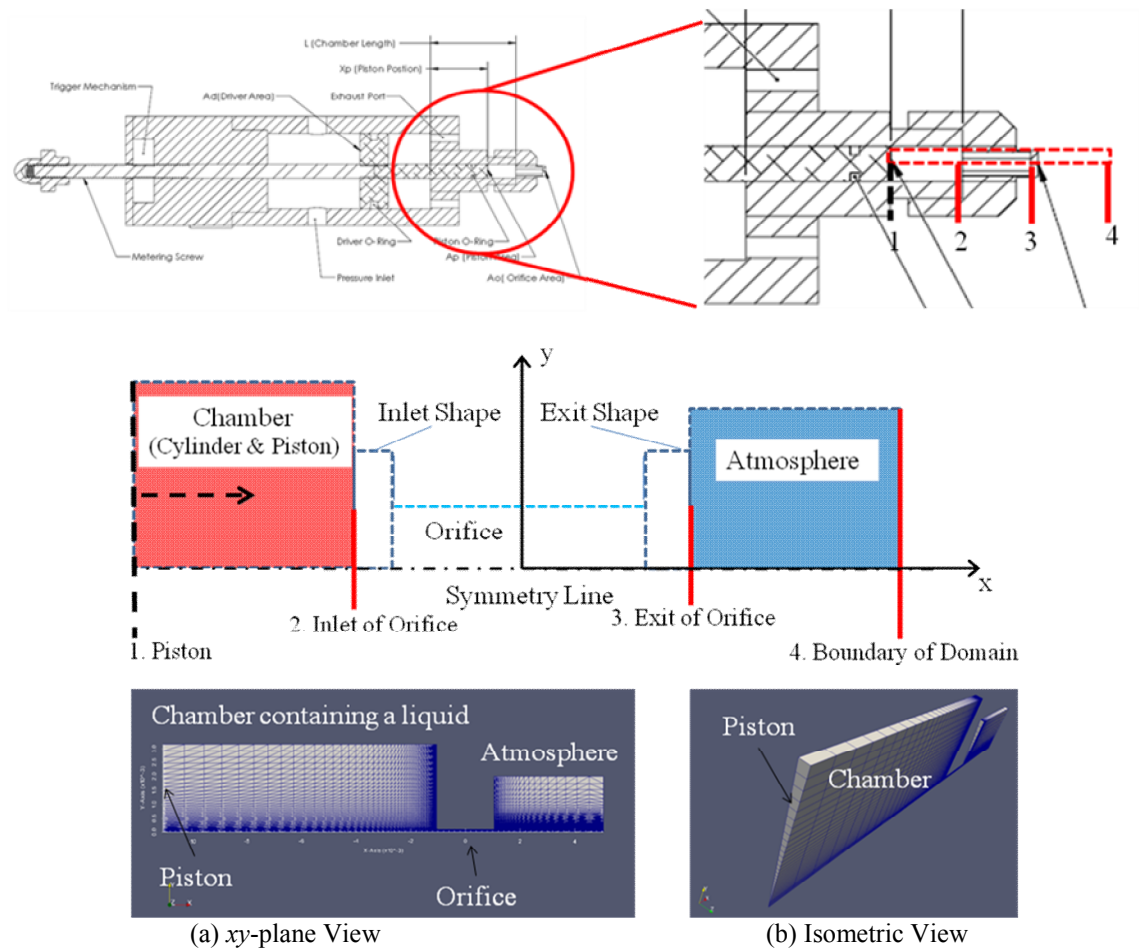 L (Chamber Length)
Xp (Piston Postion)
Trigger Mechanism
Ad(Driver Area)
Exhaust Port
Driver O-Ring
Piston O-Ring
Ap (Piston Area)
Metering Screw
Pressure Inlet
Ao( Orifice Area)
1
2
3
4
y
Chamber
(Cylinder & Piston)
Inlet Shape
Exit Shape
Atmosphere
Orifice
x
Symmetry Line
2. Inlet of Orifice
3. Exit of Orifice
1. Piston
4. Boundary of Domain
Chamber containing a liquid
Atmosphere
Piston
Orifice
Piston
Chamber
(a) xy-plane View
(b) Isometric View